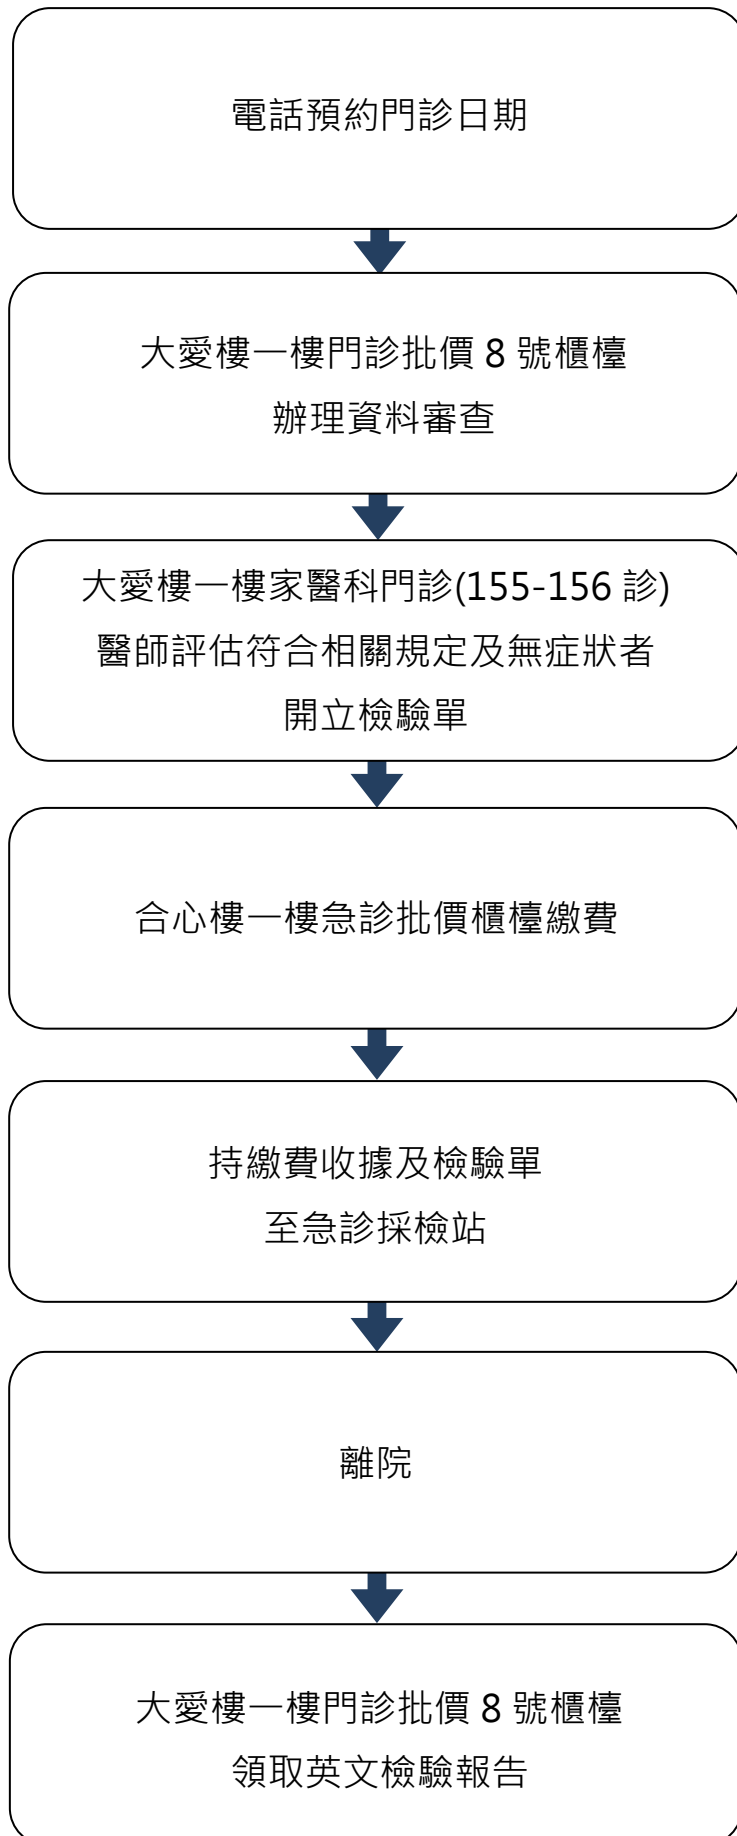 電話預約門診日期
大愛樓一樓門診批價 8 號櫃檯
辦理資料審查
大愛樓一樓家醫科門診(155-156 診)
醫師評估符合相關規定及無症狀者
開立檢驗單
合心樓一樓急診批價櫃檯繳費
持繳費收據及檢驗單
至急診採檢站
離院
大愛樓一樓門診批價 8 號櫃檯
領取英文檢驗報告